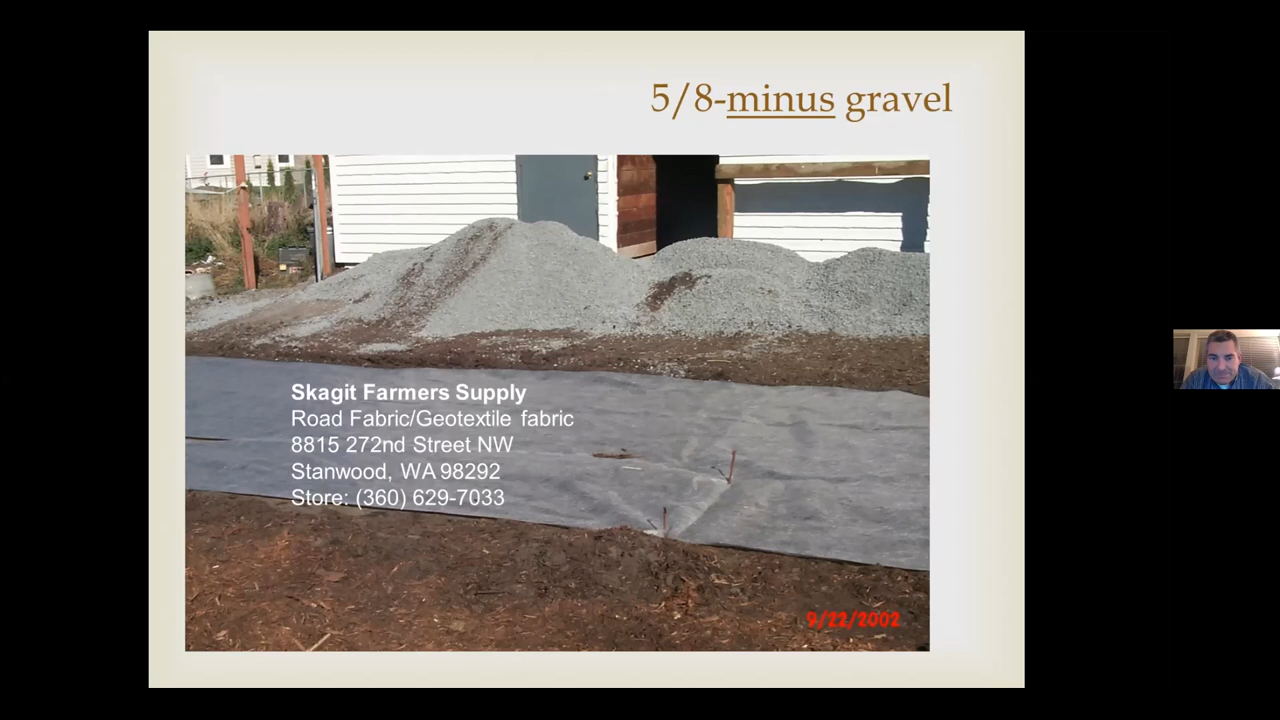 5/8-minus gravel
Skagit Farmers Supply
Road Fabric/Geotextile fabric
8815 272nd Street NW
Stanwood, WA 98292
Store: (360) 629-7033
9/22/2002